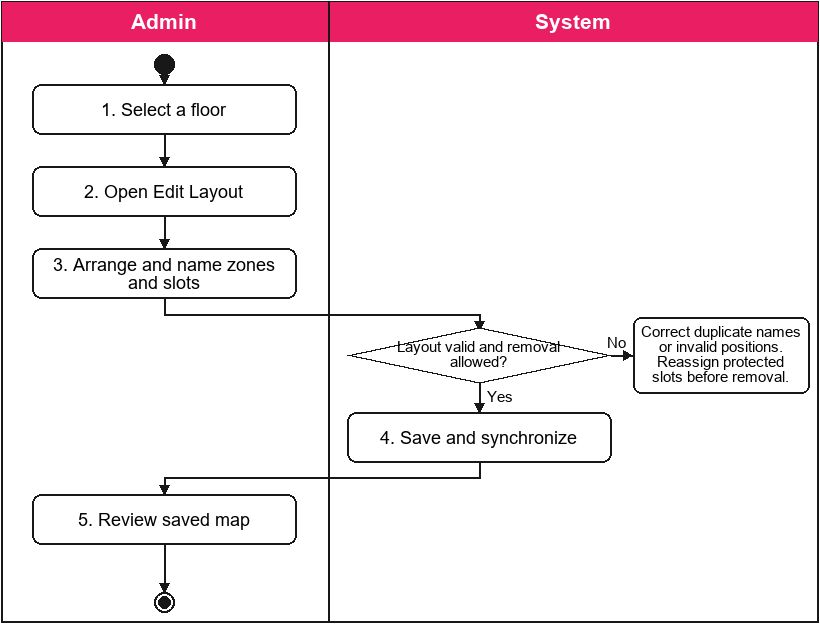 Admin
System
1. Select a floor
2. Open Edit Layout
3. Arrange and name zones
and slots
Layout valid and removal
allowed?
No
Correct duplicate names
or invalid positions.
Reassign protected
slots before removal.
Yes
4. Save and synchronize
5. Review saved map